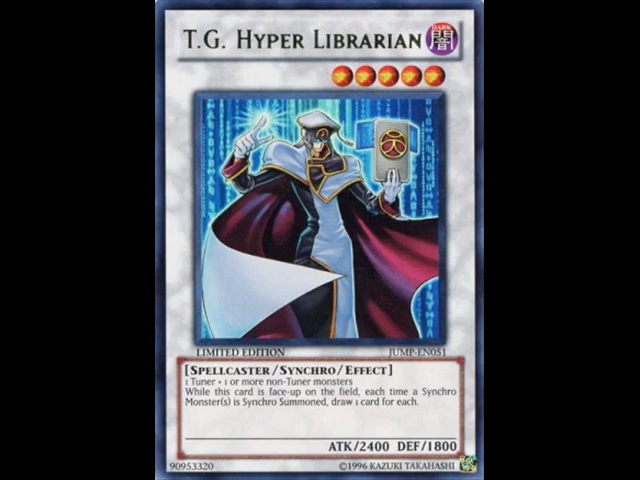 T.G. HYPER LIBRARIAN
DARK
闇
LIMITED EDITION
JUMP-EN051
[SPELLCASTER/SYNCHRO/EFFECT]
1 Tuner + 1 or more non-Tuner monsters
While this card is face-up on the field, each time a Synchro
Monster(s) is Synchro Summoned, draw 1 card for each.
ATK/2400 DEF/1800
90953320
©1996 KAZUKI TAKAHASHI